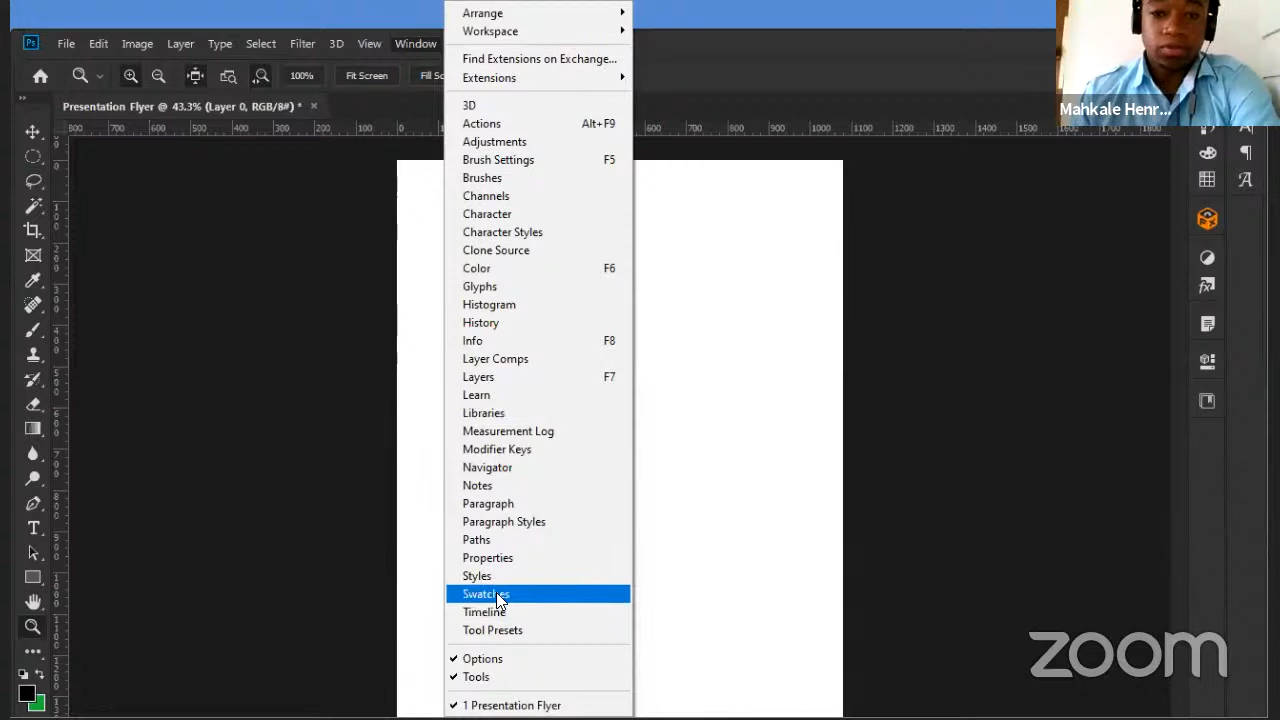 Arrange
Workspace
Ps File Edit Image Layer Type Select Filter 3D View Window
Find Extensions on Exchange...
Extensions
100% Fit Screen Fill Sc
Presentation Flyer @ 43.3% (Layer 0, RGB/8#) * ×
Mahkale Henr...
800 700 600 500 400 300 200 100 0 600 700 800 900 1000 1100 1200 1300 1400 1500 1600 1700 1800
3D
Actions Alt+F9
Adjustments
Brush Settings F5
Brushes
Channels
Character
Character Styles
Clone Source
Color F6
Glyphs
Histogram
History
Info F8
Layer Comps
Layers F7
Learn
Libraries
Measurement Log
Modifier Keys
Navigator
Notes
Paragraph
Paragraph Styles
Paths
Properties
Styles
Swatches
Timeline
Tool Presets
Options
Tools
1 Presentation Flyer
zoom